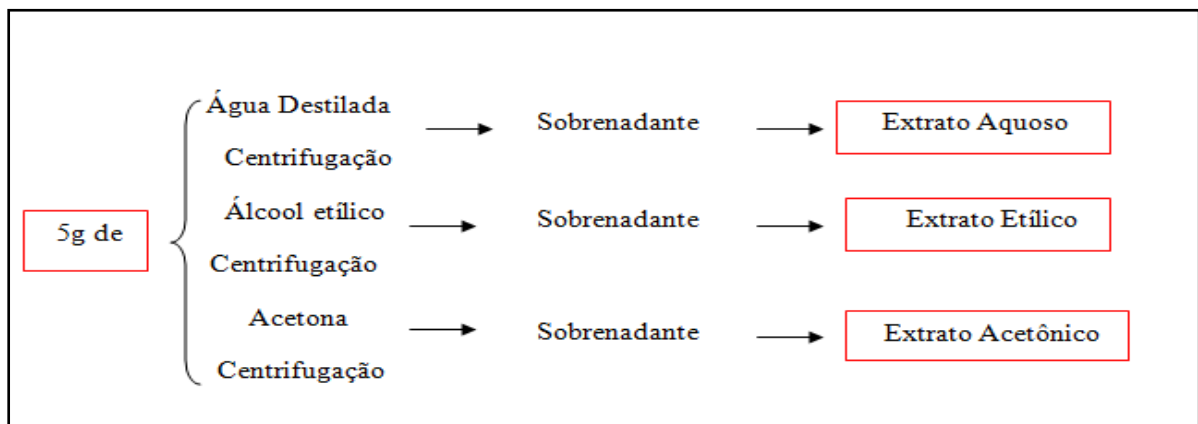 5g de
Água Destilada
Centrifugação
Sobrenadante
Extrato Aquoso
Álcool etílico
Centrifugação
Sobrenadante
Extrato Etílico
Acetona
Centrifugação
Sobrenadante
Extrato Acetônico